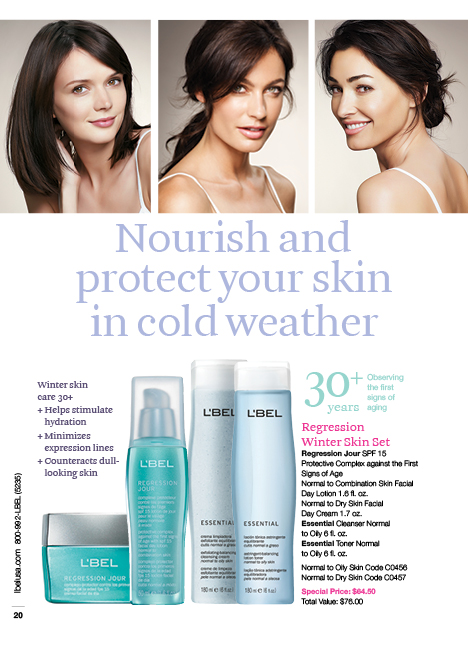 Nourish and
protect your skin
in cold weather
Winter skin
care 30+
+ Helps stimulate
hydration
+ Minimizes
expression lines
+ Counteracts dull-
looking skin
L'BEL
REGRESSION JOUR
L'BEL
REGRESSION
JOUR
L'BEL
ESSENTIAL
180 ml
L'BEL
ESSENTIAL
180 ml
30+
years
Observing
the first
signs of
aging
Regression
Winter Skin Set
Regression Jour SPF 15
Protective Complex against the First
Signs of Age
Normal to Combination Skin Facial
Day Lotion 1.6 fl. oz.
Normal to Dry Skin Facial
Day Cream 1.7 oz.
Essential Cleanser Normal
to Oily 6 fl. oz.
Essential Toner Normal
to Oily 6 fl. oz.
Normal to Oily Skin Code C0456
Normal to Dry Skin Code C0457
Special Price: $64.50
Total Value: $76.00
lbelusa.com 800-992-LBEL (5235)
20